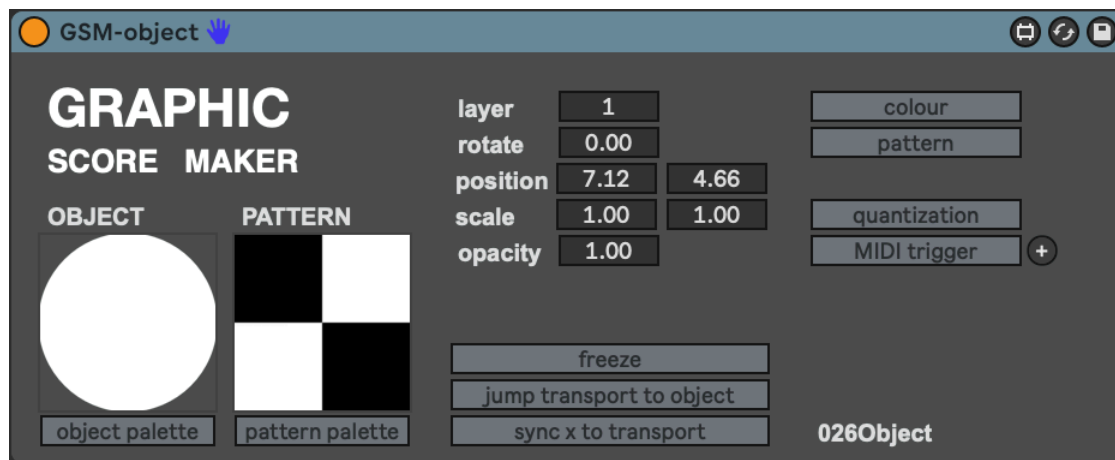 GSM-object
GRAPHIC
SCORE MAKER
OBJECT PATTERN
object palette pattern palette
layer 1
rotate 0.00
position 7.12 4.66
scale 1.00 1.00
opacity 1.00
freeze
jump transport to object
sync x to transport
colour
pattern
quantization
MIDI trigger +
026Object